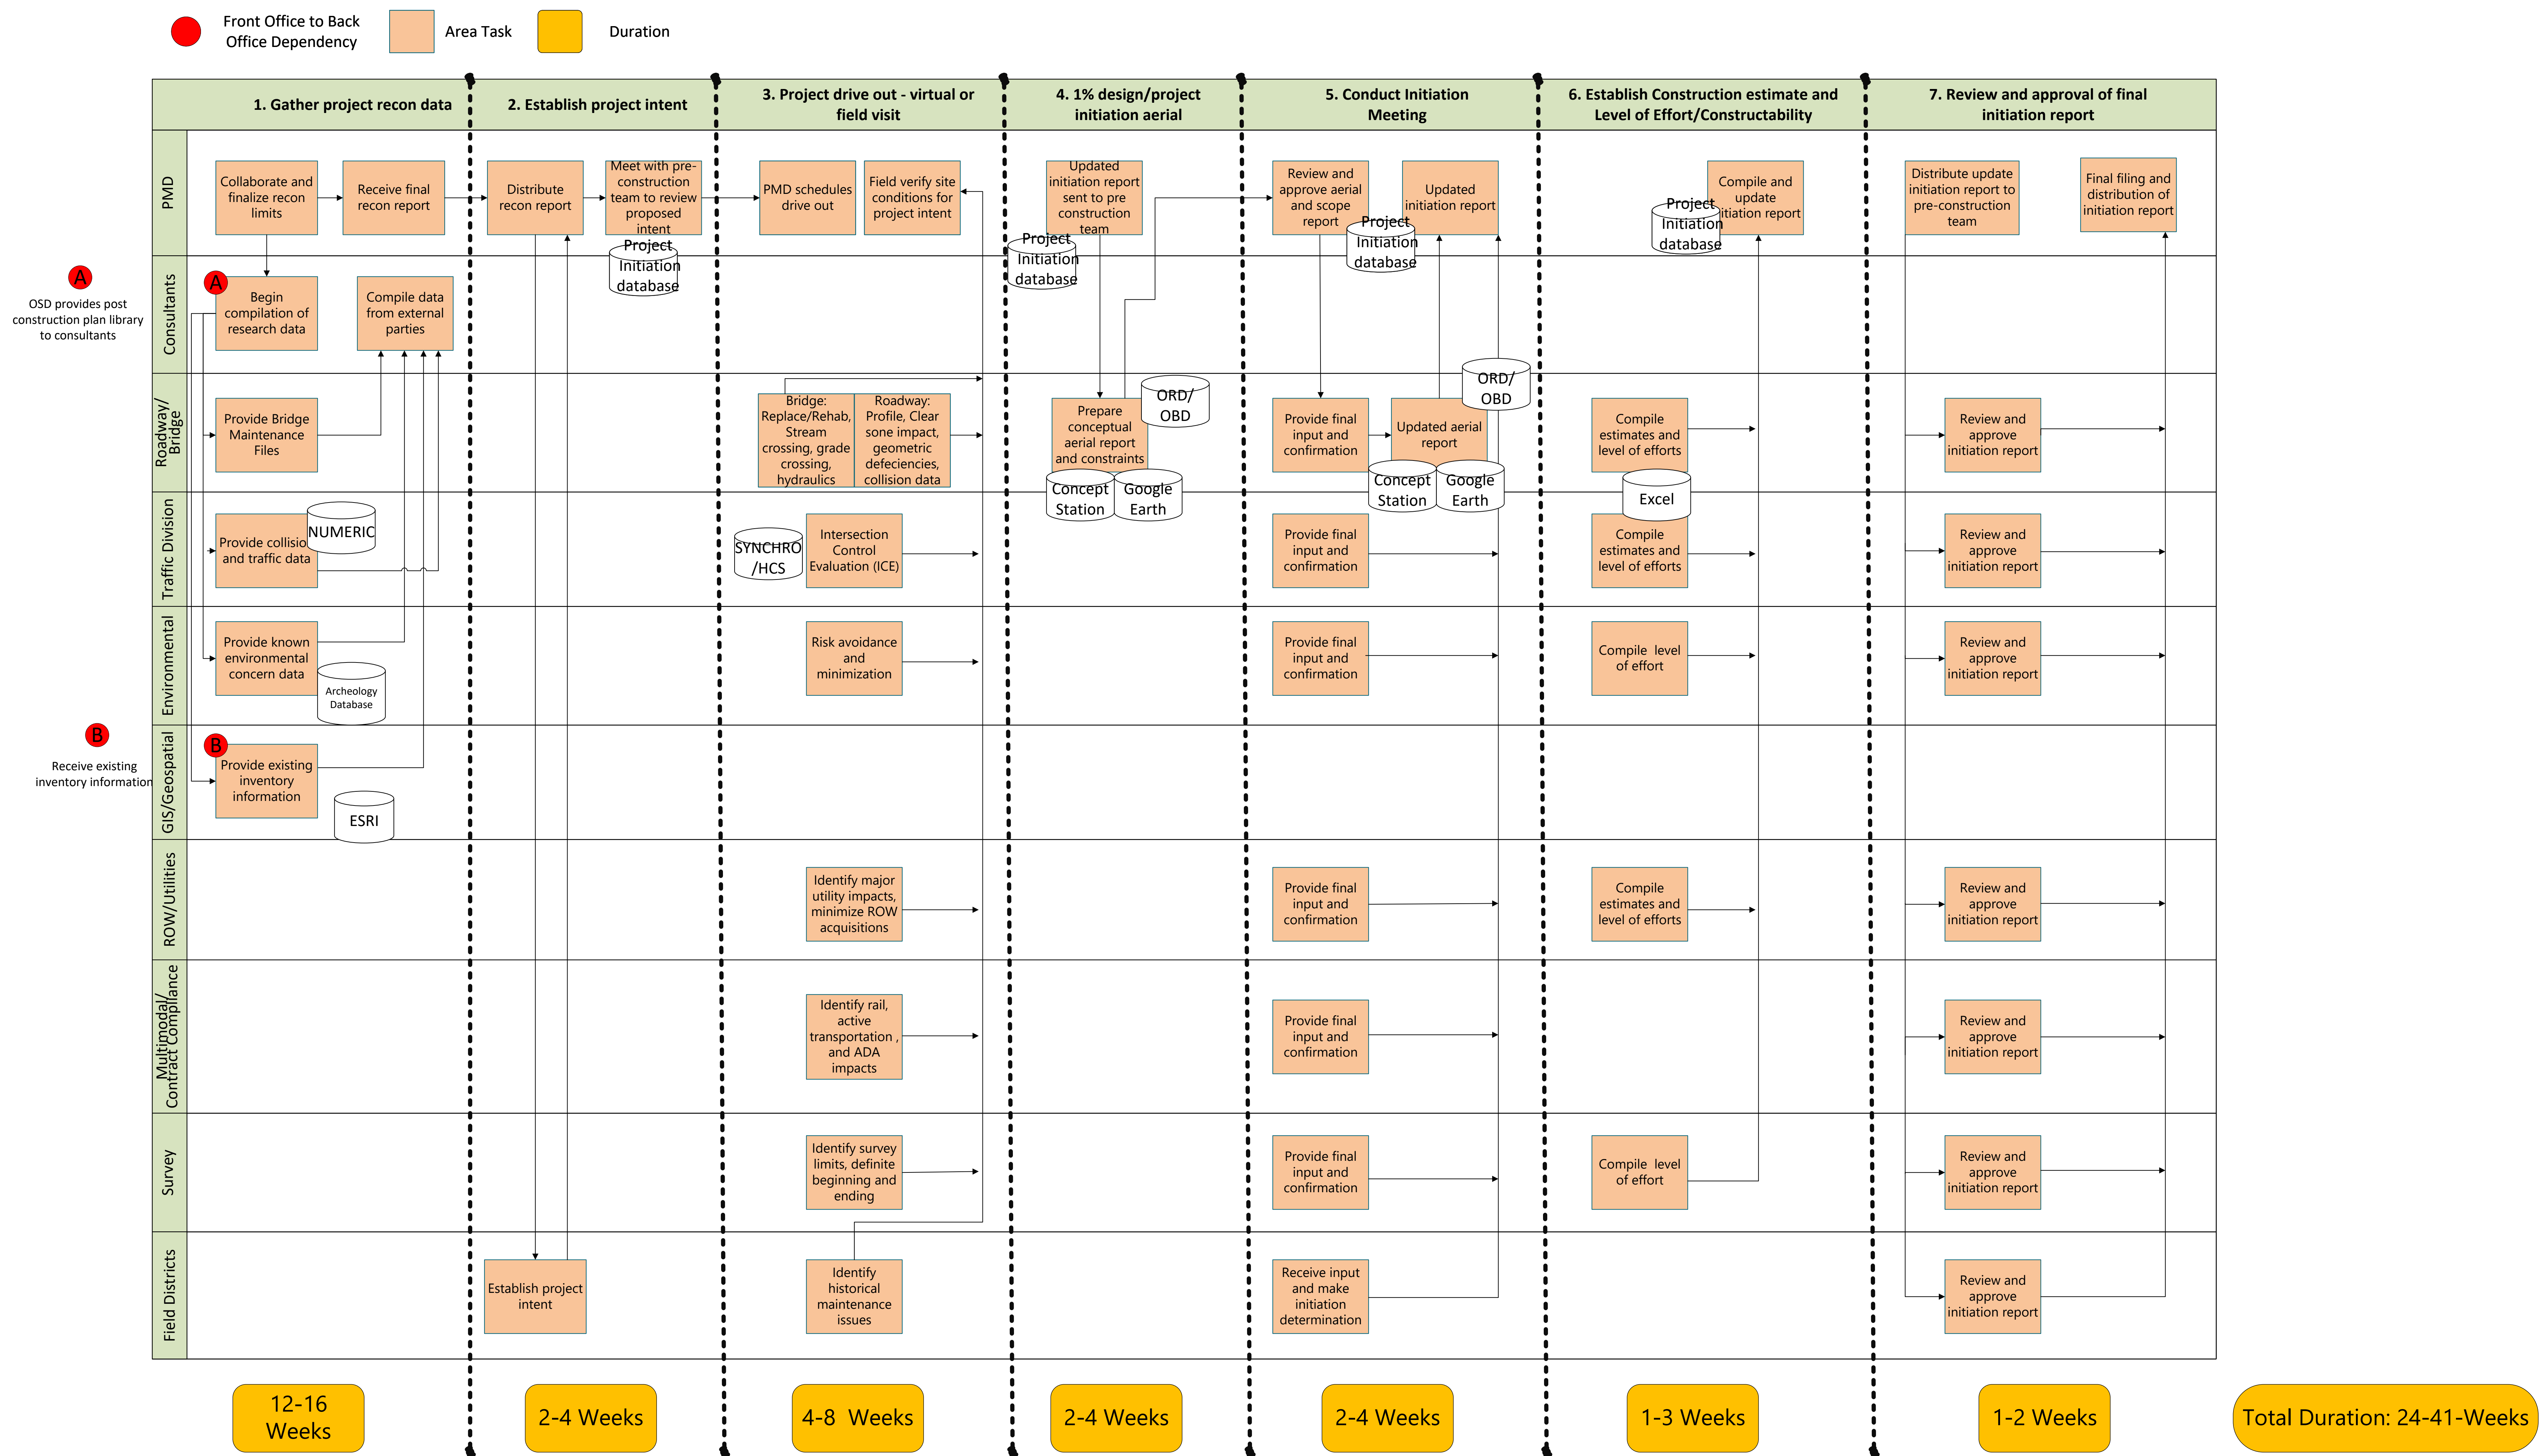 Front Office to Back
Office Dependency
Area Task
Duration
1. Gather project recon data
2. Establish project intent
3. Project drive out - virtual or
field visit
4. 1% design/project
initiation aerial
5. Conduct Initiation
Meeting
6. Establish Construction estimate and
Level of Effort/Constructability
7. Review and approval of final
initiation report
PMD
Collaborate and
finalize recon
limits
Receive final
recon report
Distribute
recon report
Meet with pre-
construction
team to review
proposed
intent
Project
Initiation
database
PMD schedules
drive out
Field verify site
conditions for
project intent
Updated
initiation report
sent to pre
construction
team
Project
Initiation
database
Review and
approve aerial
and scope
report
Project
Initiation
database
Updated
initiation report
Project
Initiation
database
Compile and
update
itiation report
Distribute update
initiation report to
pre-construction
team
Final filing and
distribution of
initiation report
A
OSD provides post
construction plan library
to consultants
Consultants
A
Begin
compilation of
research data
Compile data
from external
parties
Roadway/
Bridge
Provide Bridge
Maintenance
Files
Bridge:
Replace/Rehab,
Stream
crossing, grade
crossing,
hydraulics
Roadway:
Profile, Clear
sone impact,
geometric
defeciencies,
collision data
Prepare
conceptual
aerial report
and constraints
ORD/
OBD
Concept
Station
Google
Earth
Provide final
input and
confirmation
Updated aerial
report
ORD/
OBD
Concept
Station
Google
Earth
Compile
estimates and
level of efforts
Excel
Review and
approve
initiation report
Traffic Division
Provide collision
and traffic data
NUMERIC
SYNCHRO
/HCS
Intersection
Control
Evaluation (ICE)
Provide final
input and
confirmation
Compile
estimates and
level of efforts
Review and
approve
initiation report
Environmental
Provide known
environmental
concern data
Archeology
Database
Risk avoidance
and
minimization
Provide final
input and
confirmation
Compile level
of effort
Review and
approve
initiation report
B
Receive existing
inventory information
GIS/Geospatial
B
Provide existing
inventory
information
ESRI
ROW/Utilities
Identify major
utility impacts,
minimize ROW
acquisitions
Provide final
input and
confirmation
Compile
estimates and
level of efforts
Review and
approve
initiation report
Multimodal/
Contract Compliance
Identify rail,
active
transportation ,
and ADA
impacts
Provide final
input and
confirmation
Review and
approve
initiation report
Survey
Identify survey
limits, definite
beginning and
ending
Provide final
input and
confirmation
Compile level
of effort
Review and
approve
initiation report
Field Districts
Establish project
intent
Identify
historical
maintenance
issues
Receive input
and make
initiation
determination
Review and
approve
initiation report
12-16
Weeks
2-4 Weeks
4-8 Weeks
2-4 Weeks
2-4 Weeks
1-3 Weeks
1-2 Weeks
Total Duration: 24-41-Weeks